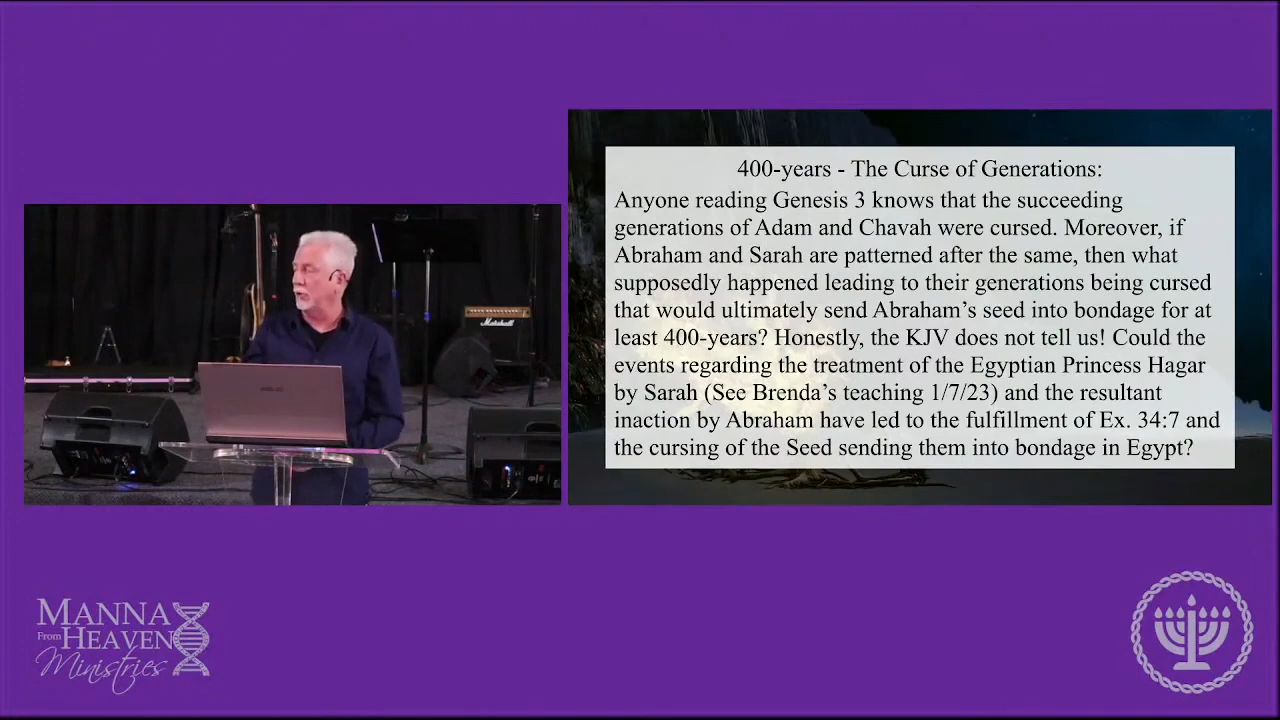 400-years - The Curse of Generations:
Anyone reading Genesis 3 knows that the succeeding
generations of Adam and Chavah were cursed. Moreover, if
Abraham and Sarah are patterned after the same, then what
supposedly happened leading to their generations being cursed
that would ultimately send Abraham’s seed into bondage for at
least 400-years? Honestly, the KJV does not tell us! Could the
events regarding the treatment of the Egyptian Princess Hagar
by Sarah (See Brenda’s teaching 1/7/23) and the resultant
inaction by Abraham have led to the fulfillment of Ex. 34:7 and
the cursing of the Seed sending them into bondage in Egypt?
Marshall
ASUS
MANNA
From HEAVEN
Ministries